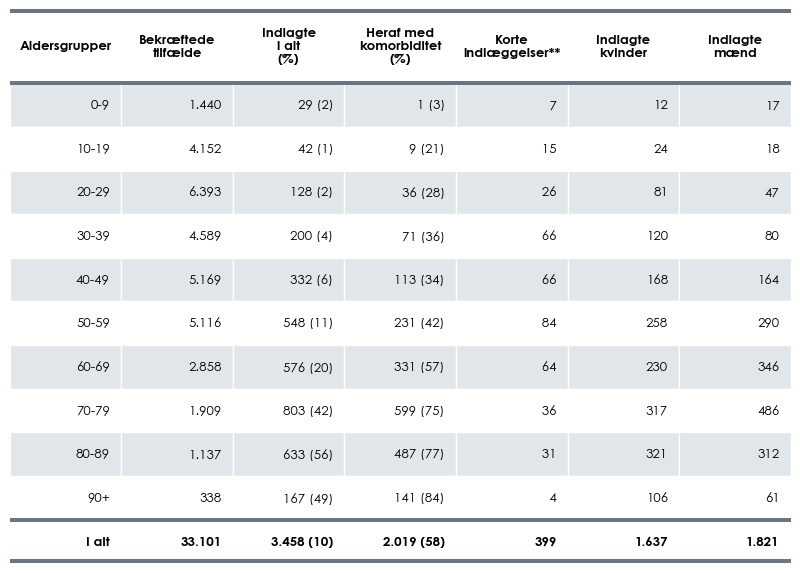 Aldersgrupper Bekræftede tilfælde Indlagte I alt (%) Heraf med komorbiditet (%) Korte indlæggelser** Indlagte kvinder Indlagte mænd
0-9 1.440 29 (2) 1 (3) 7 12 17
10-19 4.152 42 (1) 9 (21) 15 24 18
20-29 6.393 128 (2) 36 (28) 26 81 47
30-39 4.589 200 (4) 71 (36) 66 120 80
40-49 5.169 332 (6) 113 (34) 66 168 164
50-59 5.116 548 (11) 231 (42) 84 258 290
60-69 2.858 576 (20) 331 (57) 64 230 346
70-79 1.909 803 (42) 599 (75) 36 317 486
80-89 1.137 633 (56) 487 (77) 31 321 312
90+ 338 167 (49) 141 (84) 4 106 61
I alt 33.101 3.458 (10) 2.019 (58) 399 1.637 1.821